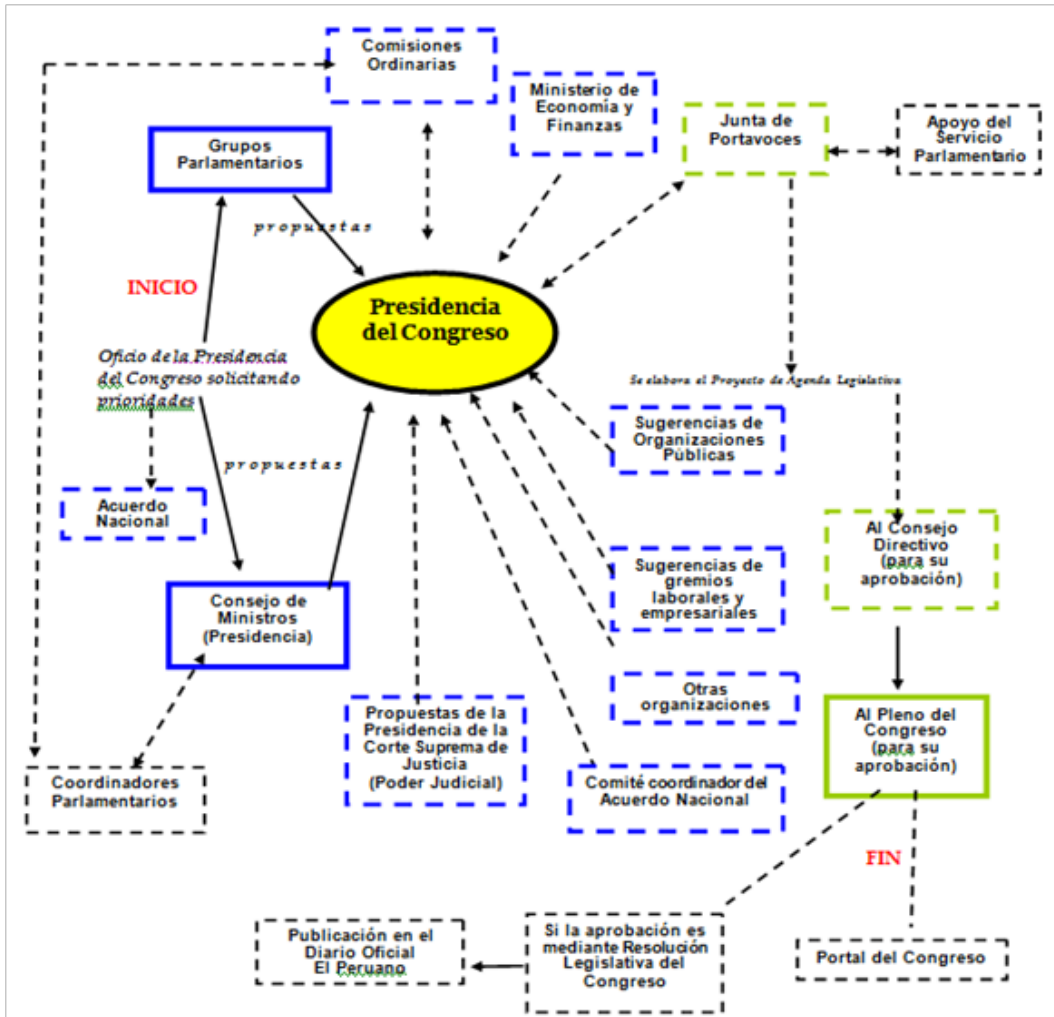 Comisiones
Ordinarias
Ministerio de
Economía y
Finanzas
Junta de
Portavoces
Apoyo del
Servicio
Parlamentario
Grupos
Parlamentarios
propuestas
INICIO
Presidencia
del Congreso
Oficio de la Presidencia
del Congreso solicitando
prioridades
Se elabora el Proyecto de Agenda Legislativa
Sugerencias de
Organizaciones
Públicas
propuestas
Acuerdo
Nacional
Al Consejo
Directivo
(para su
aprobación)
Sugerencias de
gremios
laborales y
empresariales
Consejo de
Ministros
(Presidencia)
Otras
organizaciones
Propuestas de la
Presidencia de la
Corte Suprema de
Justicia
(Poder Judicial)
Al Pleno del
Congreso
(para su
aprobación)
Coordinadores
Parlamentarios
Comité coordinador del
Acuerdo Nacional
FIN
Publicación en el
Diario Oficial
El Peruano
Si la aprobación es
mediante Resolución
Legislativa del
Congreso
Portal del Congreso